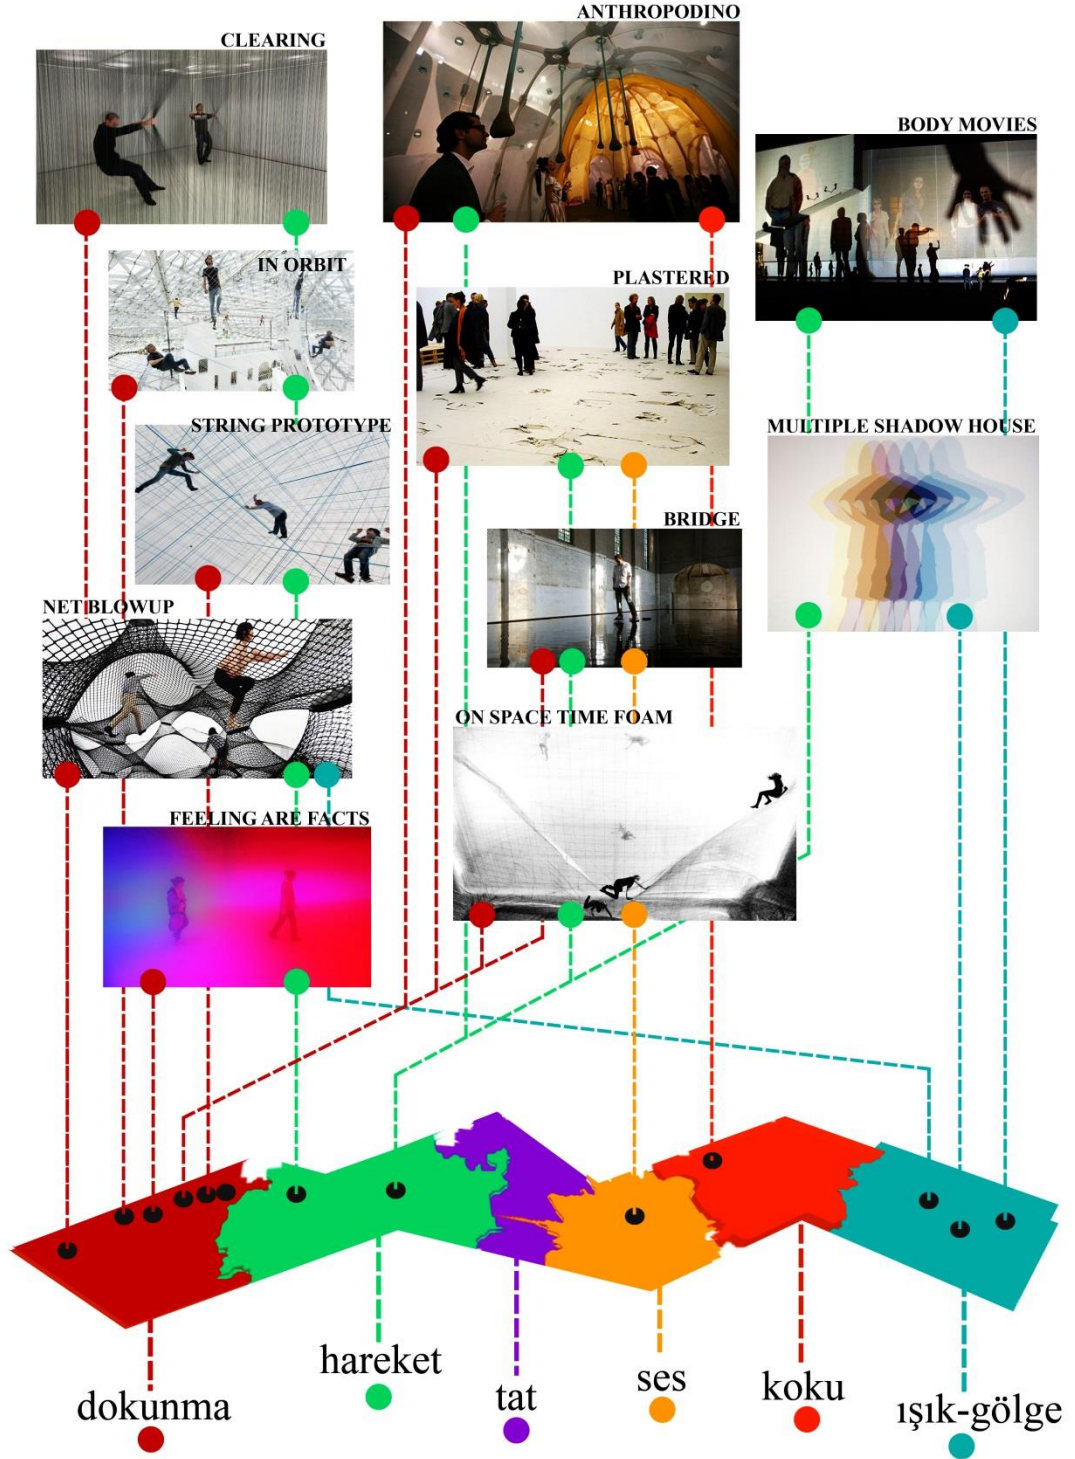 CLEARING
ANTHROPODINO
BODY MOVIES
IN ORBIT
PLASTERED
STRING PROTOTYPE
MULTIPLE SHADOW HOUSE
BRIDGE
NET BLOWUP
ON SPACE TIME FOAM
FEELING ARE FACTS
dokunma
hareket
tat
ses
koku
ışık-gölge